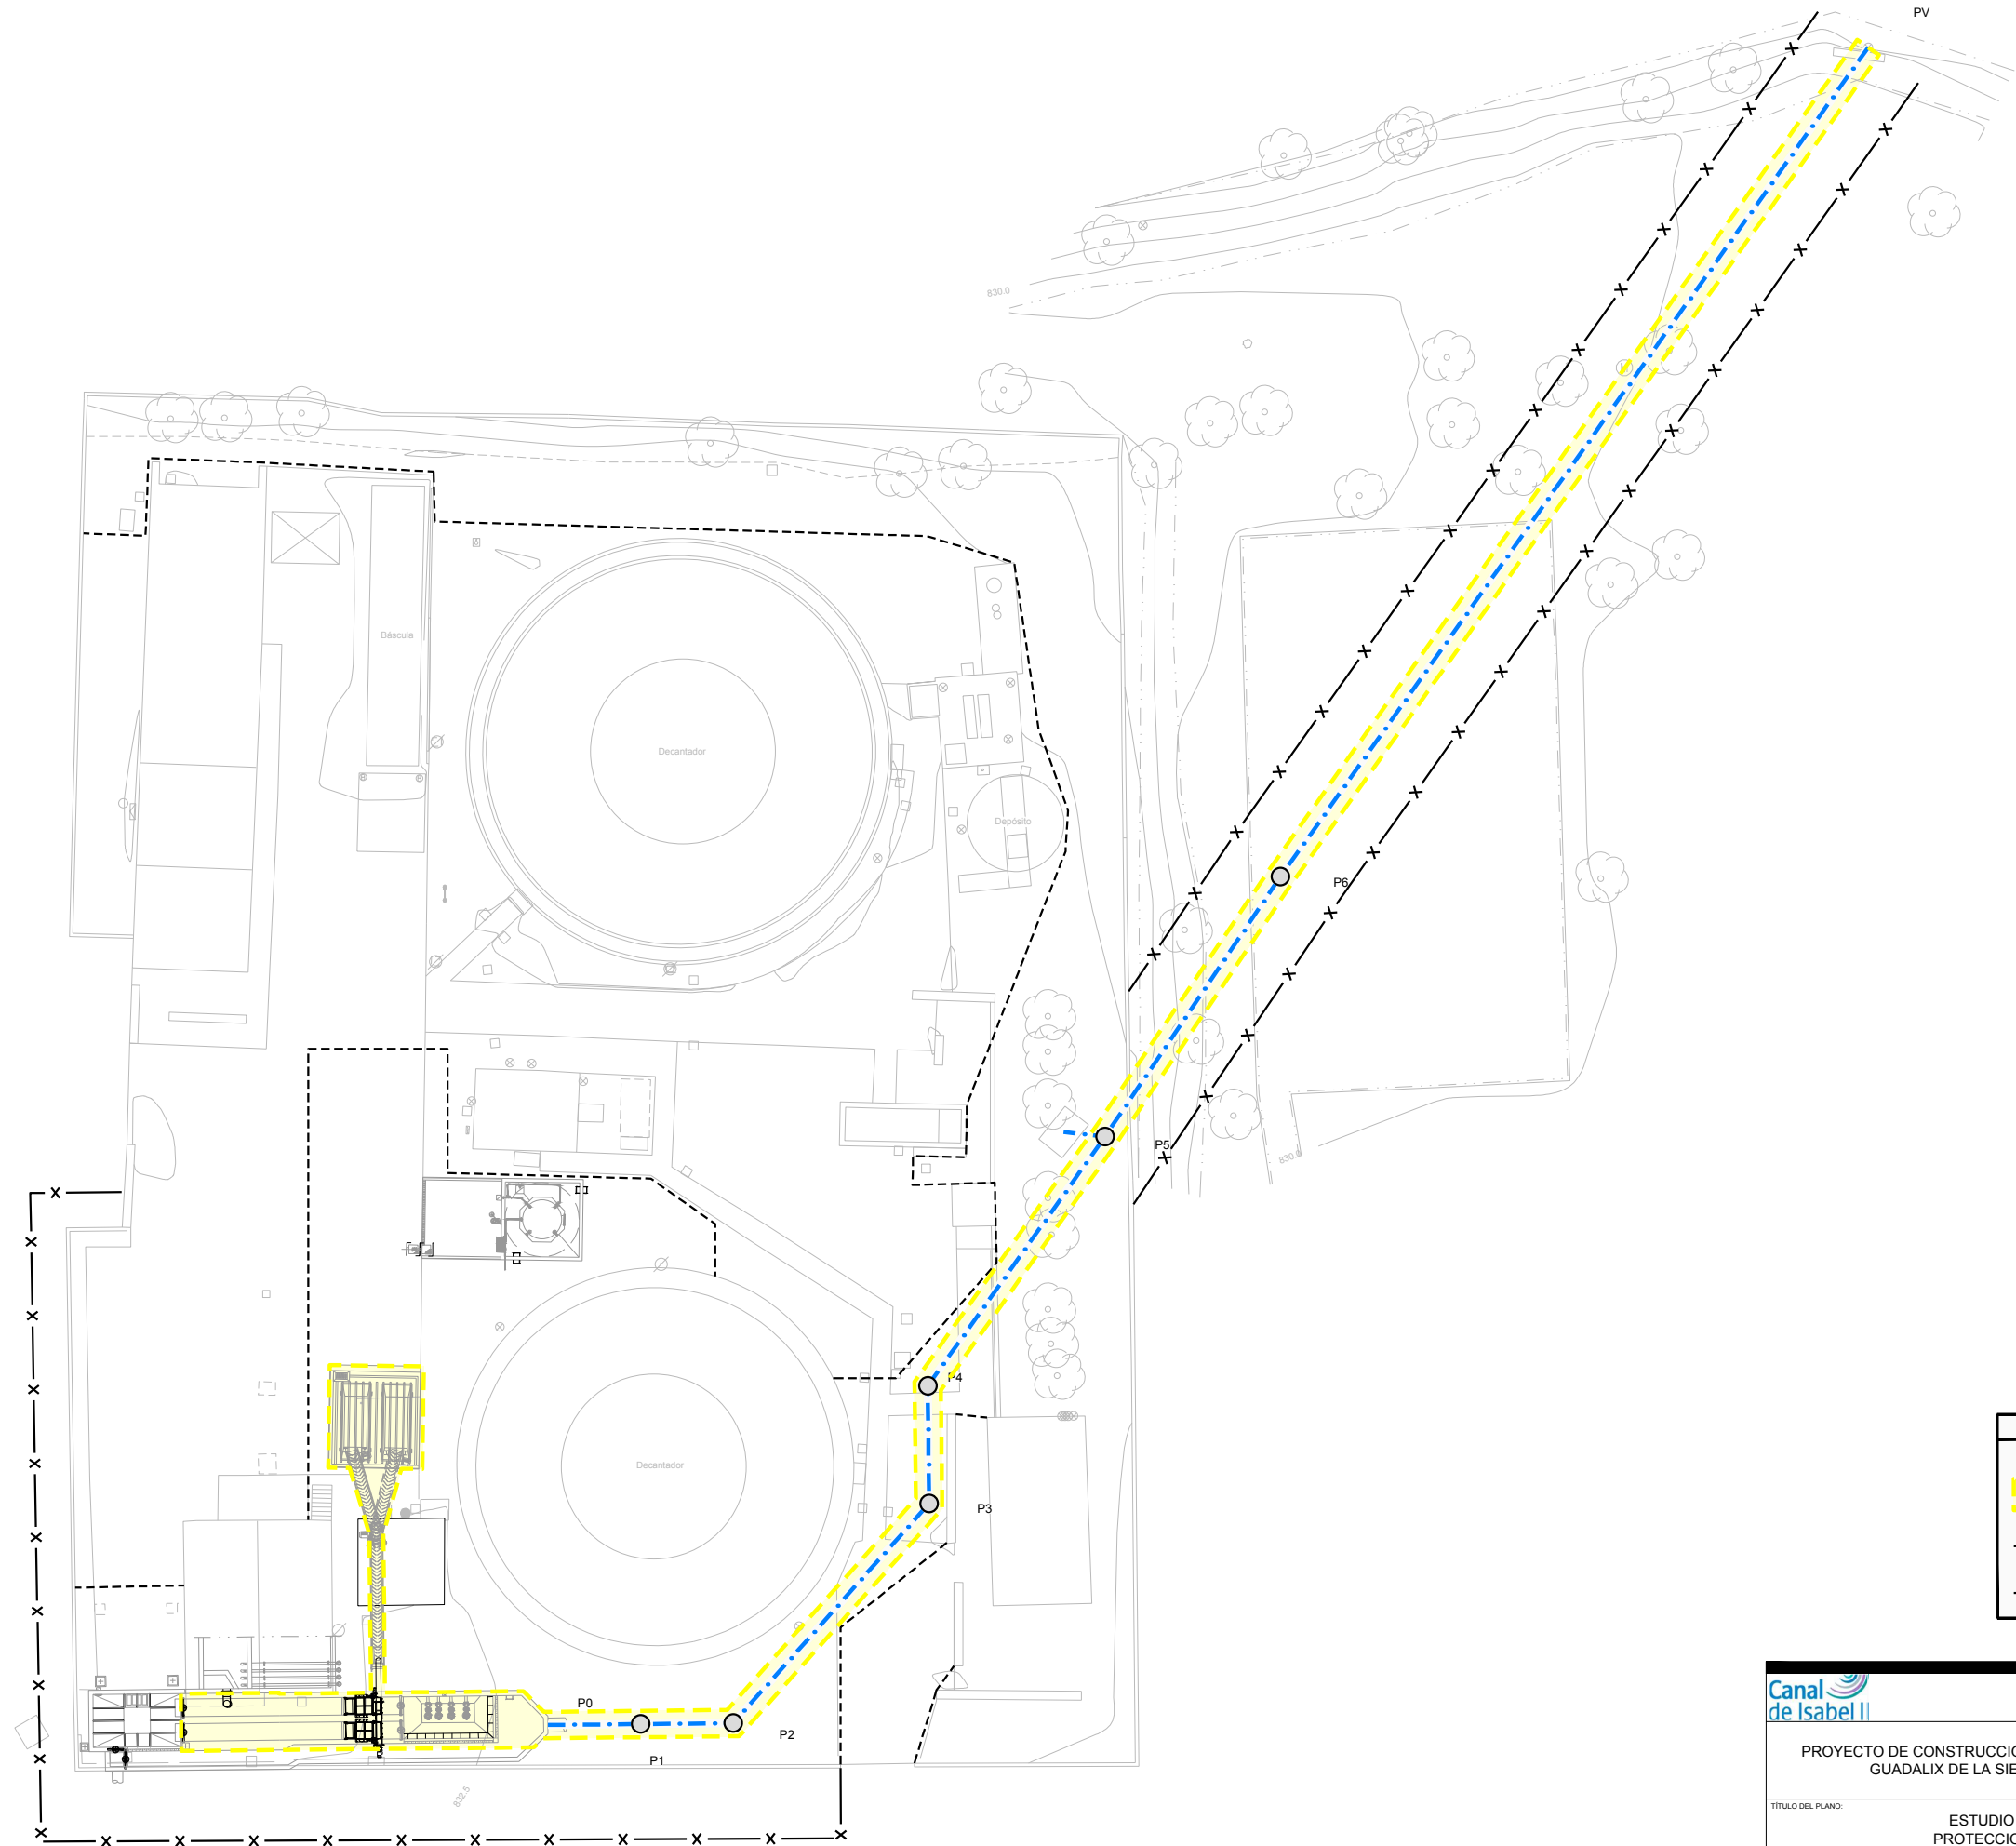 PV
830.0
Báscula
Decantador
Depósito
P6
P5
830.0
P4
Decantador
P3
P0
P2
P1
832.5
Canal
de Isabel II
PROYECTO DE CONSTRUCCIÓ
GUADALIX DE LA SIE
TÍTULO DEL PLANO:
ESTUDIO
PROTECCIO